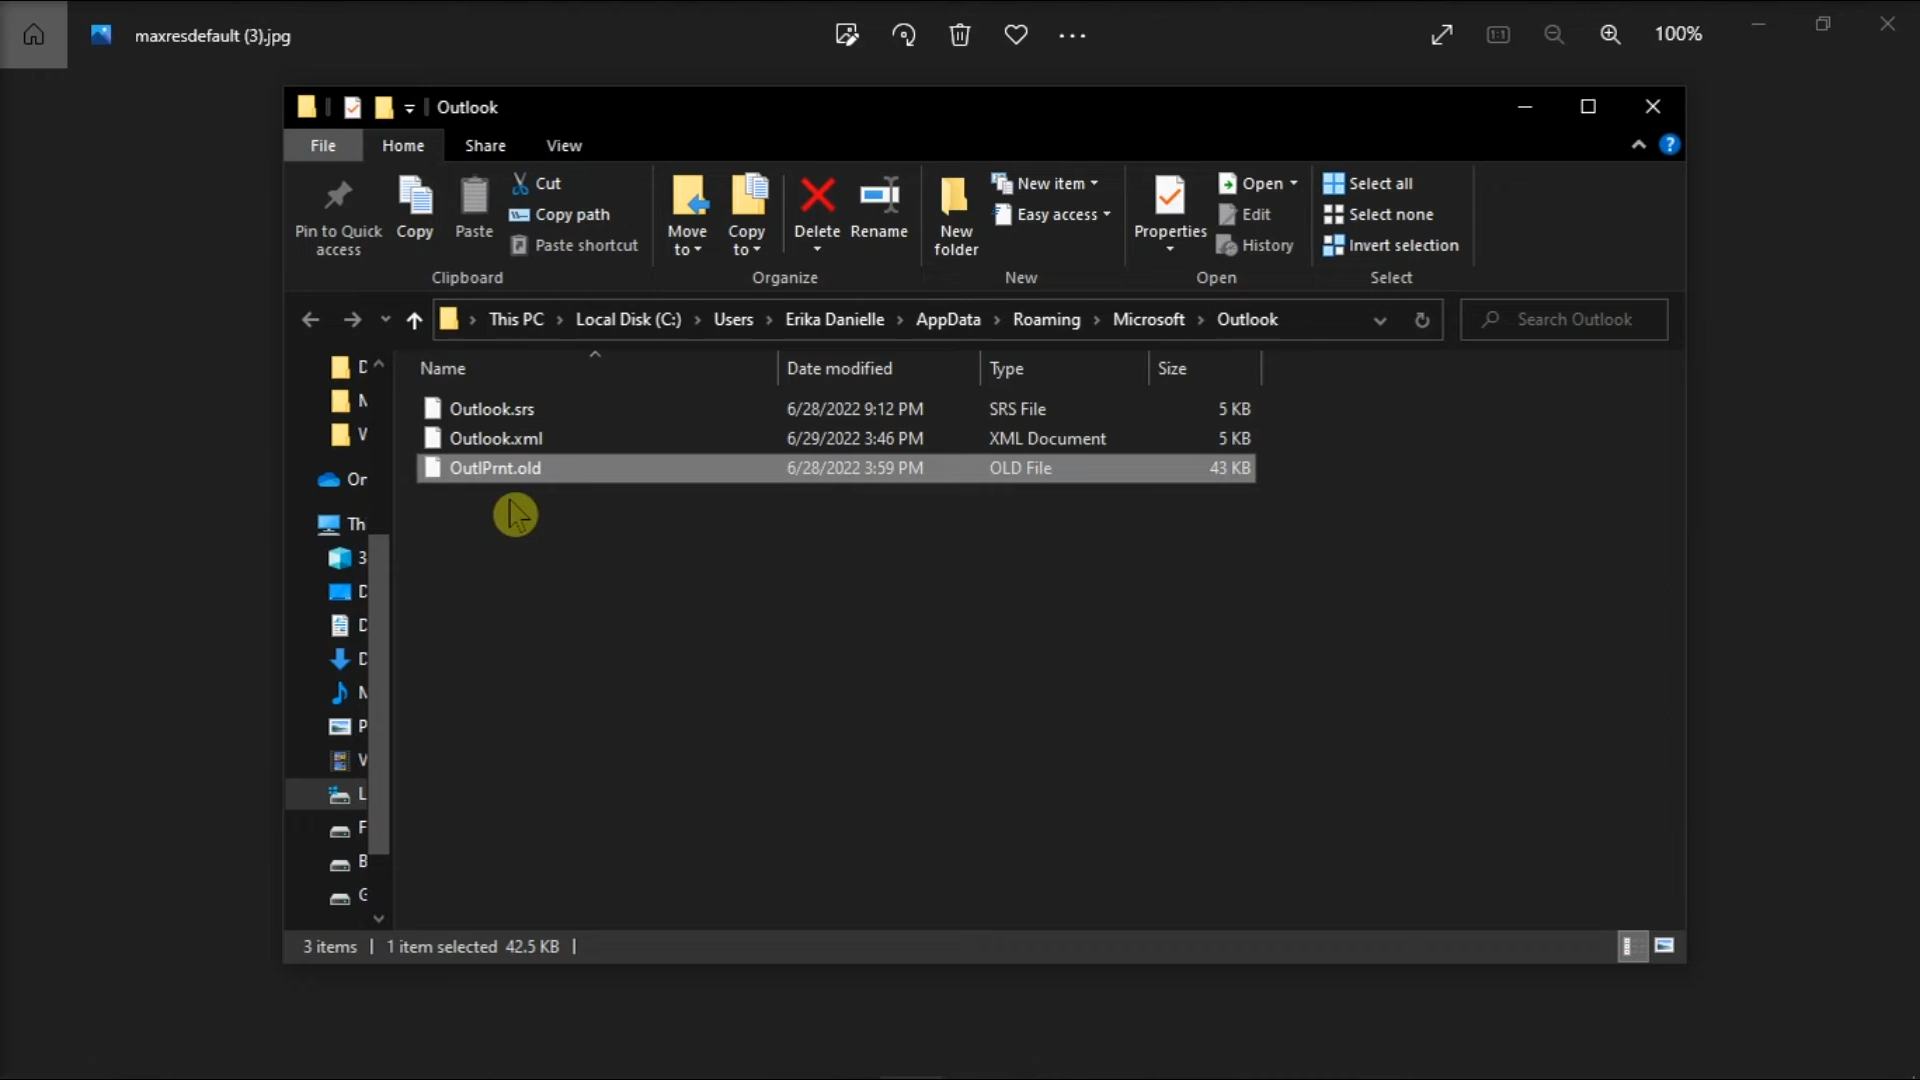 maxresdefault (3).jpg
100%
Outlook
File Home Share View
Pin to Quick access
Copy
Paste
Cut
Copy path
Paste shortcut
Clipboard
Move to
Copy to
Delete
Rename
Organize
New folder
New item
Easy access
New
Properties
Open
Edit
History
Open
Select all
Select none
Invert selection
Select
This PC > Local Disk (C:) > Users > Erika Danielle > AppData > Roaming > Microsoft > Outlook
Search Outlook
Name Date modified Type Size
Outlook.srs 6/28/2022 9:12 PM SRS File 5 KB
Outlook.xml 6/29/2022 3:46 PM XML Document 5 KB
OutlPrnt.old 6/28/2022 3:59 PM OLD File 43 KB
3 items | 1 item selected 42.5 KB |